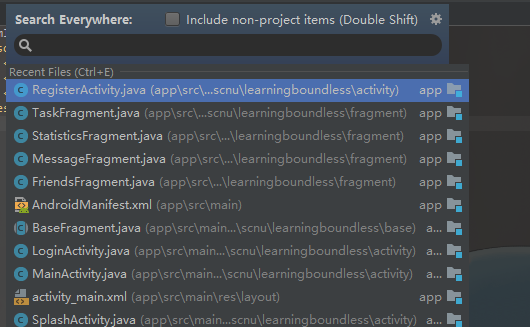 Search Everywhere: Include non-project items (Double Shift)
Recent Files (Ctrl+E)
RegisterActivity.java (app\src\...scnu\learningboundless\activity) app
TaskFragment.java (app\src\...scnu\learningboundless\fragment) app
StatisticsFragment.java (app\src\...scnu\learningboundless\fragment) app
MessageFragment.java (app\src\...scnu\learningboundless\fragment) app
FriendsFragment.java (app\src\...\learningboundless\fragment) app
AndroidManifest.xml (app\src\main) app
BaseFragment.java (app\src\main...scnu\learningboundless\base) a...
LoginActivity.java (app\src\main...scnu\learningboundless\activity) a...
MainActivity.java (app\src\main...scnu\learningboundless\activity) a...
activity_main.xml (app\src\main\res\layout) app
SplashActivity.java (app\src\main...scnu\learningboundless\activity) a...